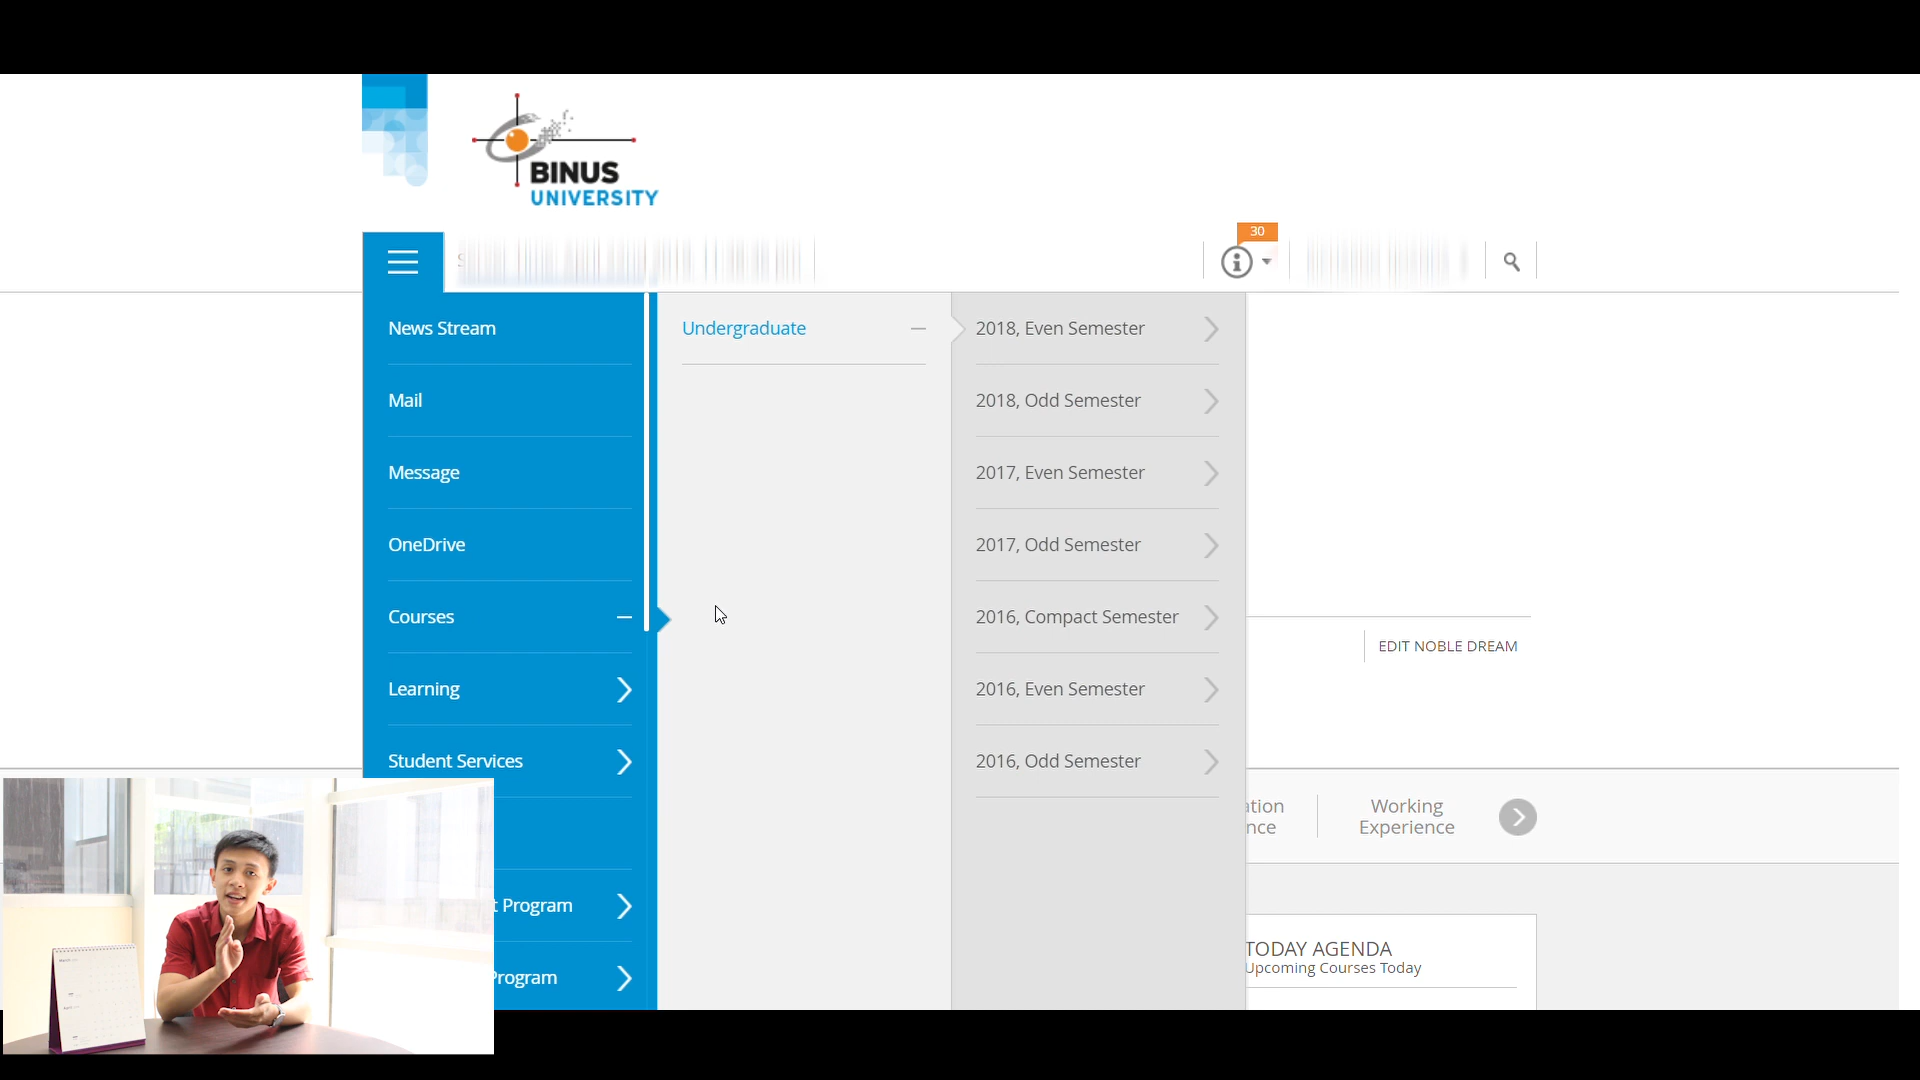 BINUS
UNIVERSITY
30
News Stream
Mail
Message
OneDrive
Courses
Learning
Student Services
t Program
Program
Undergraduate
2018, Even Semester
2018, Odd Semester
2017, Even Semester
2017, Odd Semester
2016, Compact Semester
2016, Even Semester
2016, Odd Semester
EDIT NOBLE DREAM
ation
nce
Working
Experience
TODAY AGENDA
Upcoming Courses Today